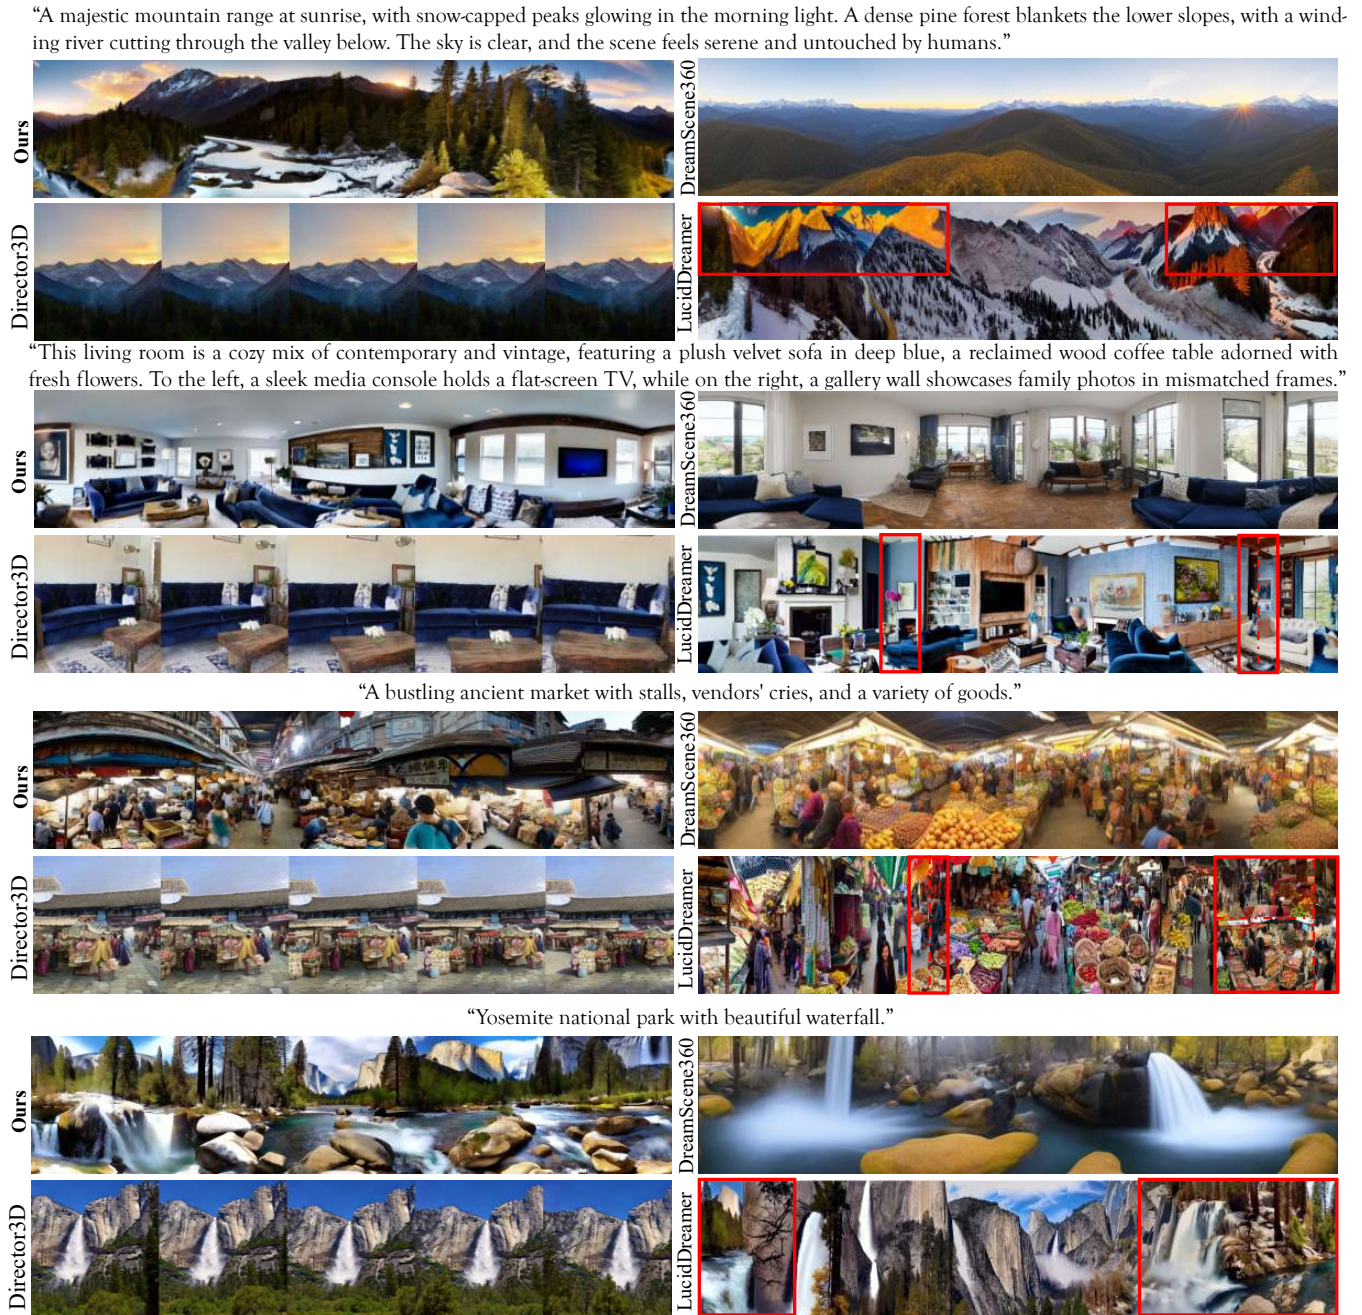 “A majestic mountain range at sunrise, with snow-capped peaks glowing in the morning light. A dense pine forest blankets the lower slopes, with a wind-
ing river cutting through the valley below. The sky is clear, and the scene feels serene and untouched by humans.”
Ours
DreamScene360
Director3D
LucidDreamer
“This living room is a cozy mix of contemporary and vintage, featuring a plush velvet sofa in deep blue, a reclaimed wood coffee table adorned with
fresh flowers. To the left, a sleek media console holds a flat-screen TV, while on the right, a gallery wall showcases family photos in mismatched frames.”
Ours
DreamScene360
Director3D
LucidDreamer
“A bustling ancient market with stalls, vendors' cries, and a variety of goods.”
Ours
DreamScene360
Director3D
LucidDreamer
“Yosemite national park with beautiful waterfall.”
Ours
DreamScene360
Director3D
LucidDreamer